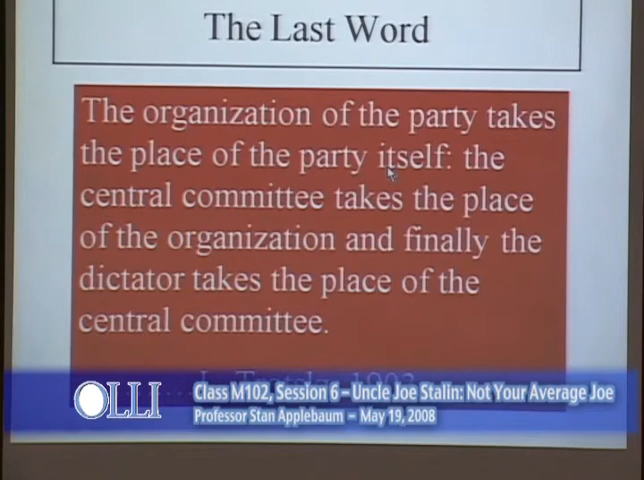 The Last Word
The organization of the party takes
the place of the party itself: the
central committee takes the place
of the organization and finally the
dictator takes the place of the
central committee.
OLLI
Class M102, Session 6 – Uncle Joe Stalin: Not Your Average Joe
Professor Stan Applebaum – May 19, 2008